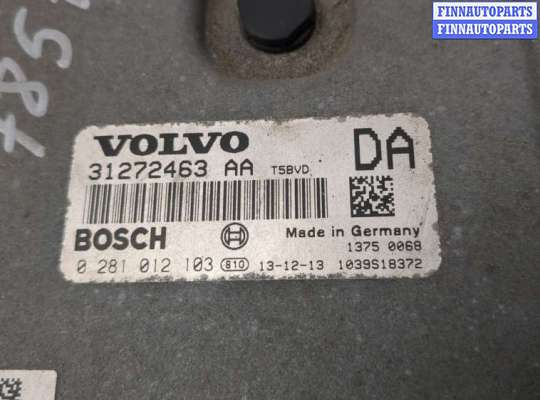 FINNAUTOPARTS
FINNAUTOPARTS
7851
VOLVO
DA
31272463 AA T5BVD
BOSCH
Made in Germany
1375 0068
0 281 012 103 810 13-12-13 1039S18372